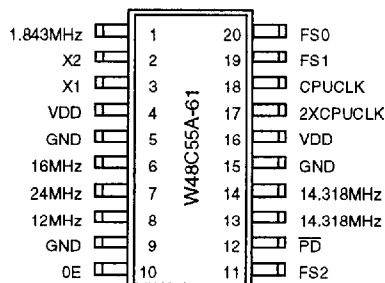 1.843MHz 1 20 FS0
X2 2 19 FS1
X1 3 18 CPUCLK
VDD 4 17 2XCPUCLK
GND 5 16 VDD
16MHz 6 15 GND
24MHz 7 14 14.318MHz
12MHz 8 13 14.318MHz
GND 9 12 P̅D̅
0E 10 11 FS2
W48C55A-61